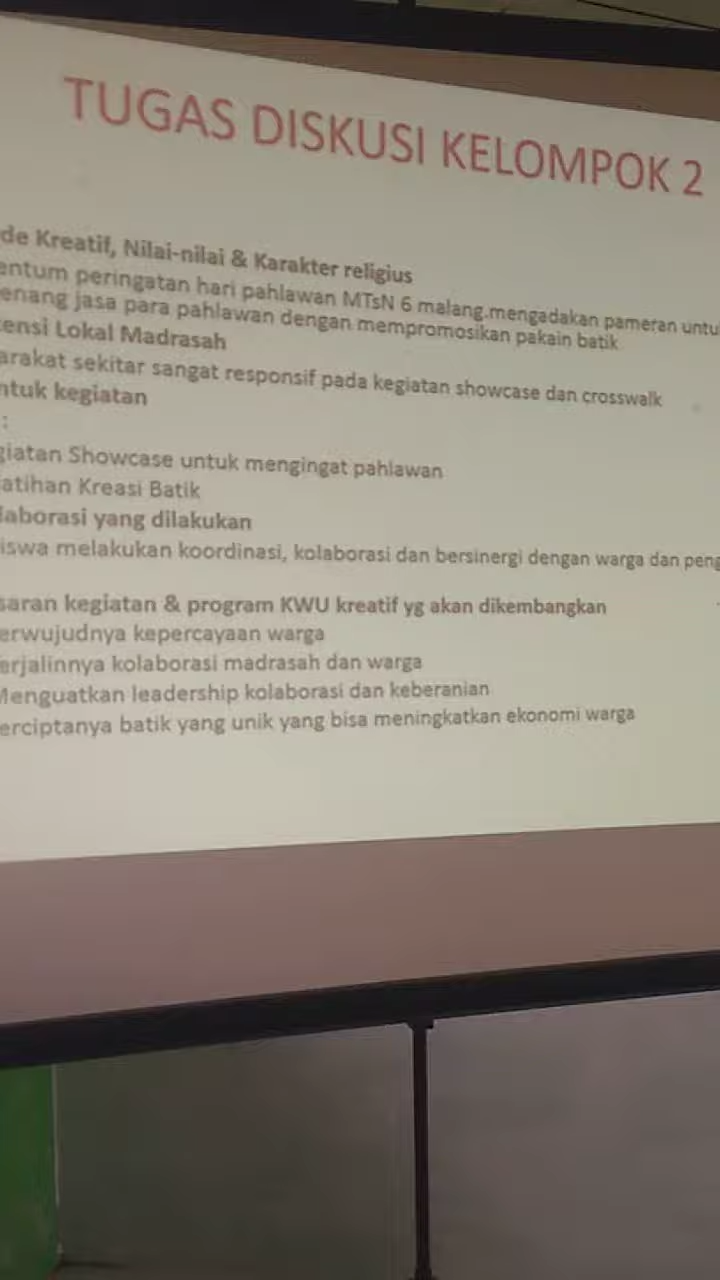 TUGAS DISKUSI KELOMPOK 2
de Kreatif, Nilai-nilai & Karakter religius
entum peringatan hari pahlawan MTsN 6 malang.mengadakan pameran untu
enang jasa para pahlawan dengan mempromosikan pakain batik
ensi Lokal Madrasah
arakat sekitar sangat responsif pada kegiatan showcase dan crosswalk
ntuk kegiatan
:
giatan Showcase untuk mengingat pahlawan
atihan Kreasi Batik
laborasi yang dilakukan
iswa melakukan koordinasi, kolaborasi dan bersinergi dengan warga dan peng
saran kegiatan & program KWU kreatif yg akan dikembangkan
erwujudnya kepercayaan warga
erjalinnya kolaborasi madrasah dan warga
Menguatkan leadership kolaborasi dan keberanian
erciptanya batik yang unik yang bisa meningkatkan ekonomi warga